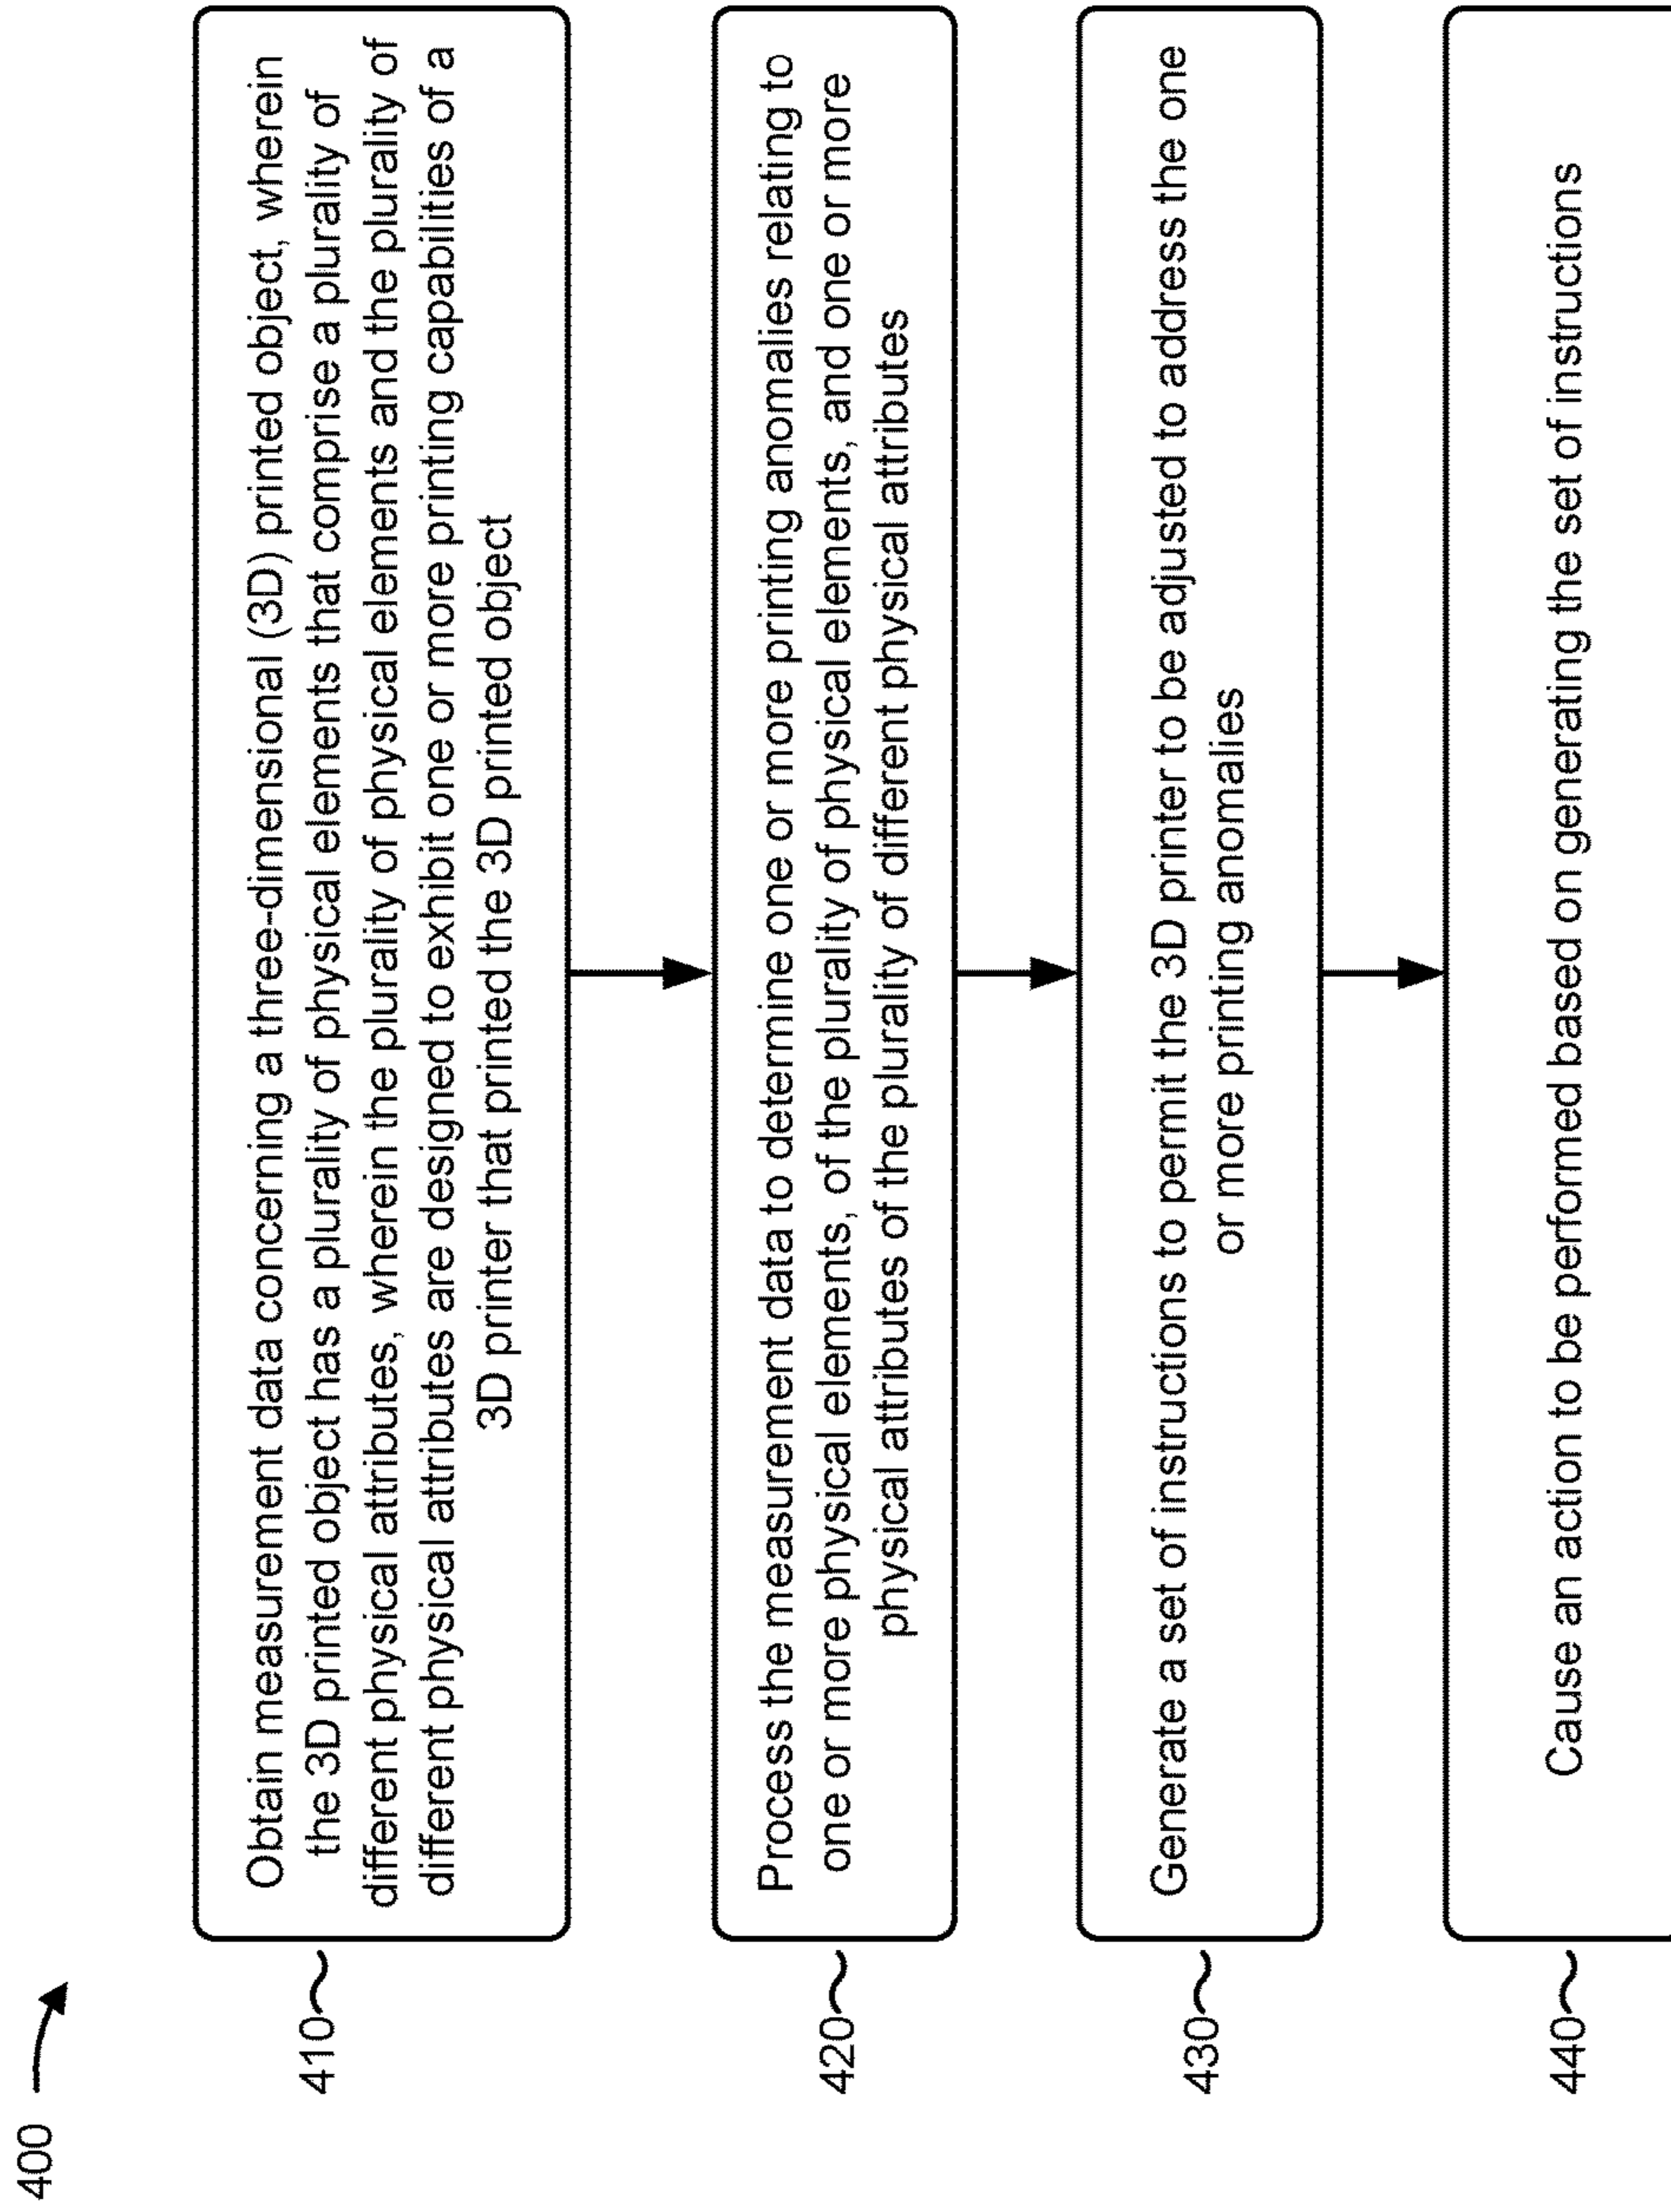 400
410
Obtain measurement data concerning a three-dimensional (3D) printed object, wherein
the 3D printed object has a plurality of physical elements that comprise a plurality of
different physical attributes, wherein the plurality of physical elements and the plurality of
different physical attributes are designed to exhibit one or more printing capabilities of a
3D printer that printed the 3D printed object
420
Process the measurement data to determine one or more printing anomalies relating to
one or more physical elements, of the plurality of physical elements, and one or more
physical attributes of the plurality of different physical attributes
430
Generate a set of instructions to permit the 3D printer to be adjusted to address the one
or more printing anomalies
440
Cause an action to be performed based on generating the set of instructions